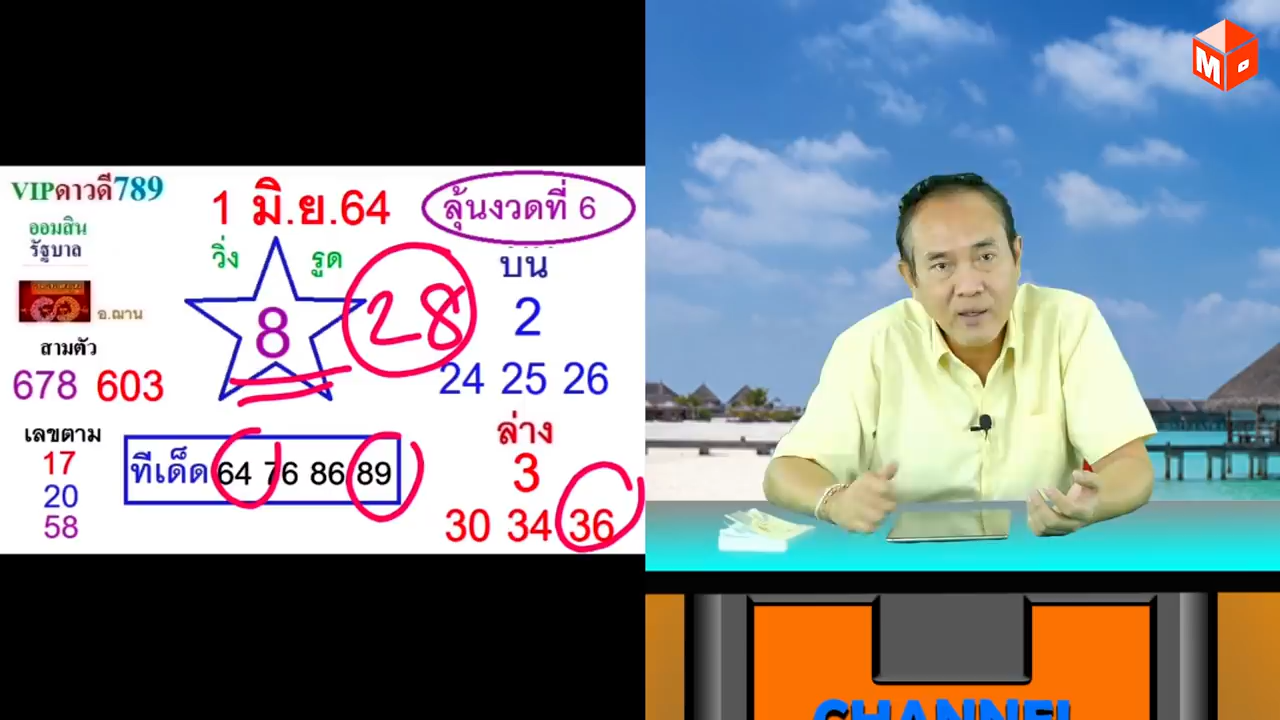 VIPดาวดี789
1 มิ.ย.64
ลุ้นงวดที่ 6
ออมสิน
รัฐบาล
วิ่ง
รูด
บน
8
28
2
อ.ฌาน
สามตัว
678 603
24 25 26
เลขตาม
ล่าง
17
ทีเด็ด 64 76 86 89
3
20
58
30 34 36
M
CHANNEL